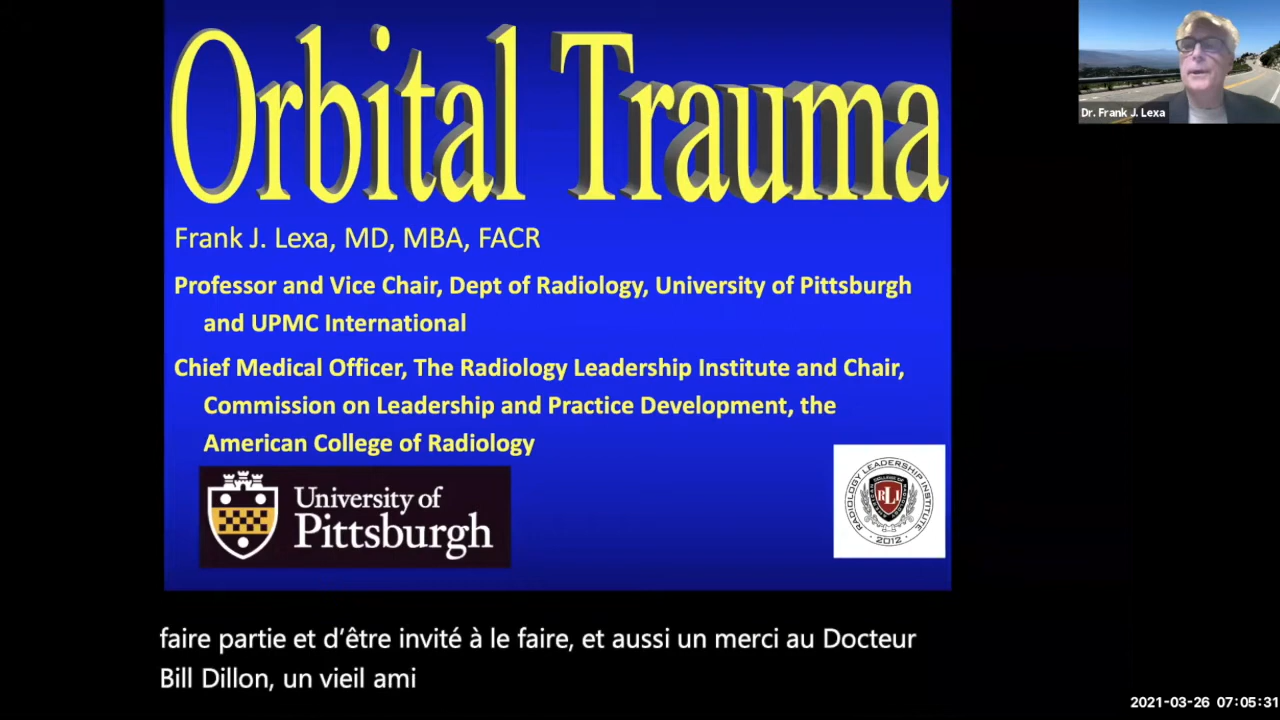 Orbital Trauma
Dr. Frank J. Lexa
Frank J. Lexa, MD, MBA, FACR
Professor and Vice Chair, Dept of Radiology, University of Pittsburgh
and UPMC International
Chief Medical Officer, The Radiology Leadership Institute and Chair,
Commission on Leadership and Practice Development, the
American College of Radiology
University of
Pittsburgh
RADIOLOGY LEADERSHIP INSTITUTE
RLI
2012
faire partie et d’être invité à le faire, et aussi un merci au Docteur
Bill Dillon, un vieil ami
2021-03-26 07:05:31